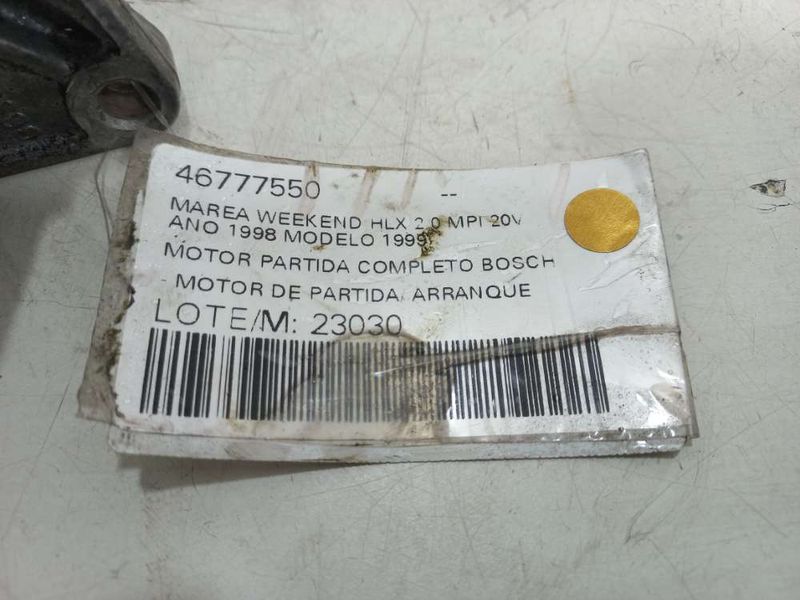 46777550 --
MAREA WEEKEND HLX 2.0 MPI 20V
ANO 1998 MODELO 1999
MOTOR PARTIDA COMPLETO BOSCH
- MOTOR DE PARTIDA/ ARRANQUE
LOTE/M: 23030